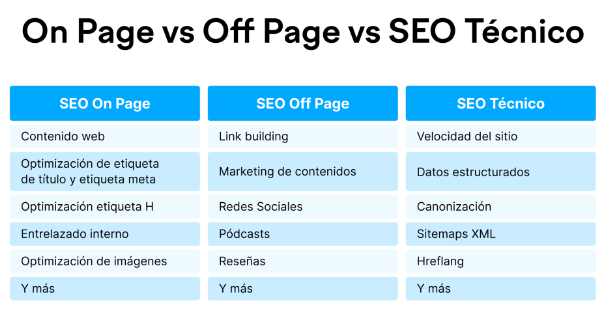 On Page vs Off Page vs SEO Técnico
SEO On Page
SEO Off Page
SEO Técnico
Contenido web
Link building
Velocidad del sitio
Optimización de etiqueta
de título y etiqueta meta
Marketing de contenidos
Datos estructurados
Optimización etiqueta H
Redes Sociales
Canonización
Entrelazado interno
Pódcasts
Sitemaps XML
Optimización de imágenes
Reseñas
Hreflang
Y más
Y más
Y más